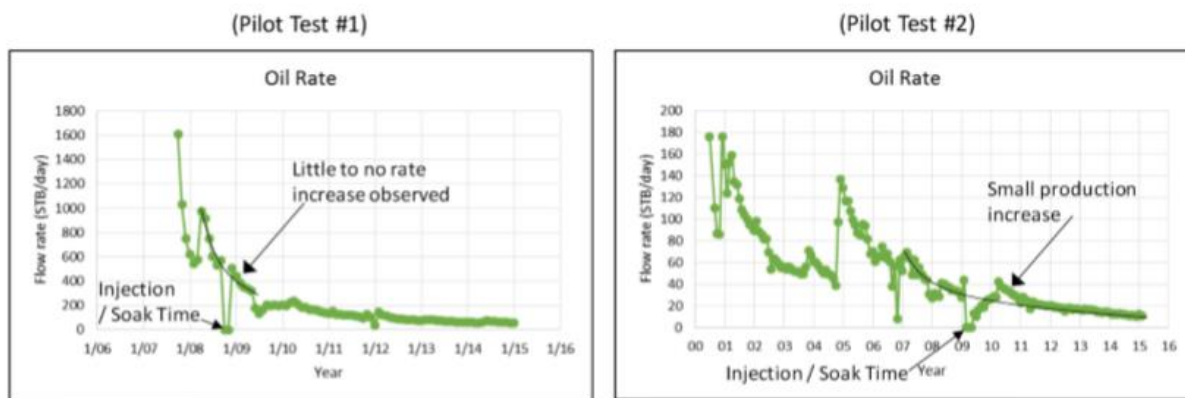 (Pilot Test #1)
Oil Rate
Flow rate (STB/day)
1800
1600
1400
1200
1000
800
600
400
200
0
Little to no rate
increase observed
Injection
/ Soak Time
1/06 1/07 1/08 1/09 1/10 1/11 1/12 1/13 1/14 1/15 1/16
Year
(Pilot Test #2)
Oil Rate
Flow rate (STB/day)
200
180
160
140
120
100
80
60
40
20
0
Small production
increase
00 01 02 03 04 05 06 07 08 09 10 11 12 13 14 15 16
Injection / Soak Time
Year